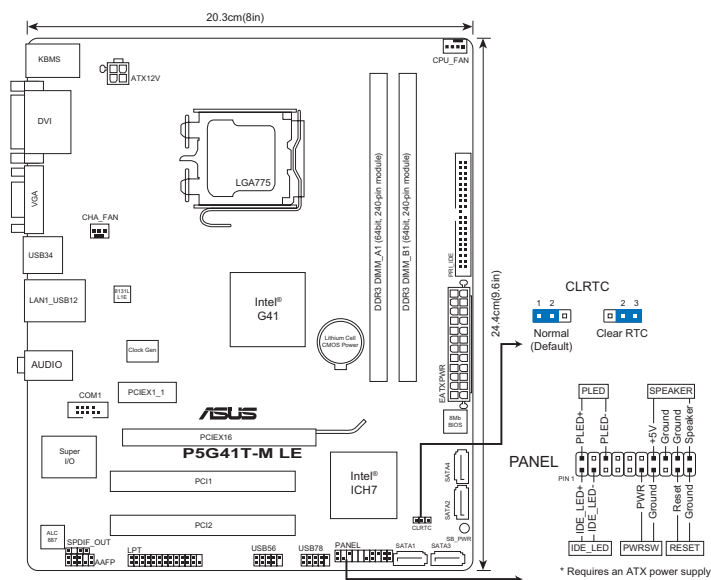 20.3cm(8in)
KBMS
ATX12V
CPU_FAN
DVI
LGA775
VGA
CHA_FAN
DDR3 DIMM_A1 (64bit, 240-pin module)
DDR3 DIMM_B1 (64bit, 240-pin module)
PRI_IDE
24.4cm(9.6in)
USB34
LAN1_USB12
8131L
L1E
Intel®
G41
Lithium Cell
CMOS Power
EATXPWR
CLRTC
1 2
2 3
Normal
(Default)
Clear RTC
Clock Gen
AUDIO
COM1
PCIEX1_1
ASUS
8Mb
BIOS
PCIEX16
P5G41T-M LE
Super
I/O
Intel®
ICH7
PCI1
PCI2
SATA4
SATA2
CLRTC
SB_PWR
ALC
887
SPDIF_OUT
AAFP
LPT
USB56
USB78
PANEL
SATA1
SATA3
PLED
SPEAKER
PLED+
PLED-
+5V
Ground
Ground
Speaker
PANEL
PIN 1
IDE_LED+
IDE_LED-
PWR
Ground
Reset
Ground
IDE_LED
PWRSW
RESET
* Requires an ATX power supply